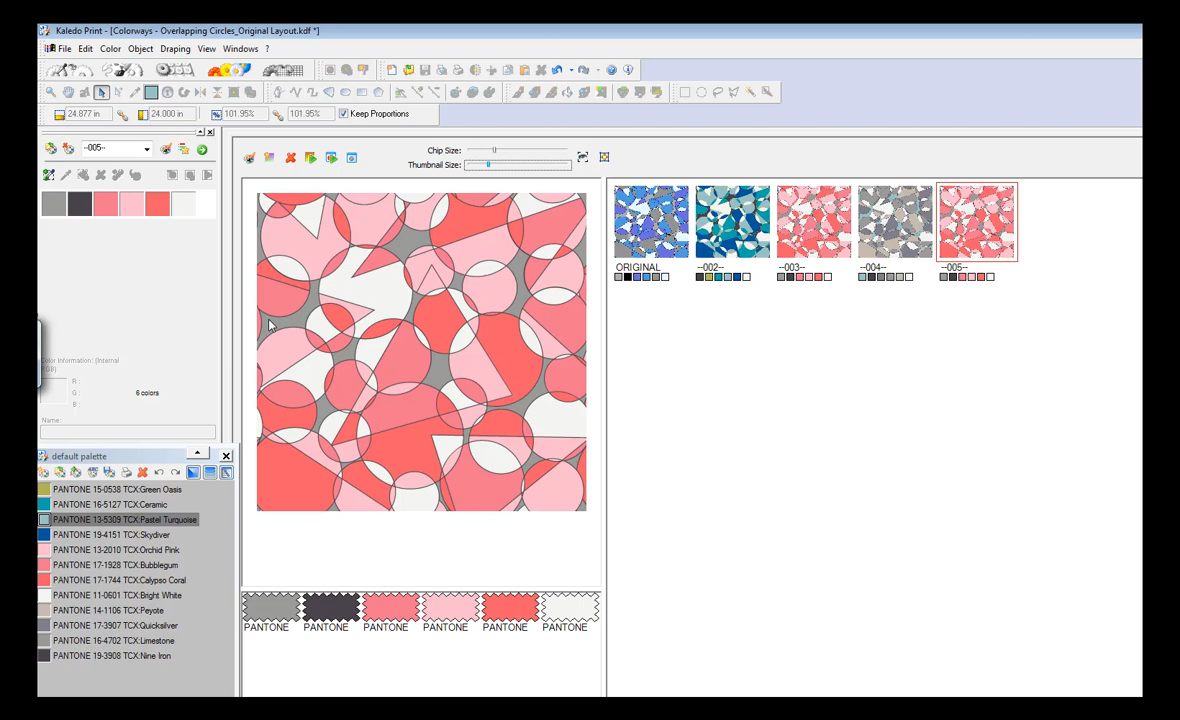 Kaledo Print - [Colorways - Overlapping Circles_Original Layout.kdf *]
File Edit Color Object Draping View Windows ?
24.877 in 24.000 in 101.95% 101.95% Keep Proportions
--005--
Chip Size:
Thumbnail Size:
ORIGINAL --002-- --003-- --004-- --005--
Color Information: (Internal
RGB)
R :
G : 6 colors
B :
Name:
default palette
PANTONE 15-0538 TCX:Green Oasis
PANTONE 16-5127 TCX:Ceramic
PANTONE 13-5309 TCX:Pastel Turquoise
PANTONE 19-4151 TCX:Skydiver
PANTONE 13-2010 TCX:Orchid Pink
PANTONE 17-1928 TCX:Bubblegum
PANTONE 17-1744 TCX:Calypso Coral
PANTONE 11-0601 TCX:Bright White
PANTONE 14-1106 TCX:Peyote
PANTONE 17-3907 TCX:Quicksilver
PANTONE 16-4702 TCX:Limestone
PANTONE 19-3908 TCX:Nine Iron
PANTONE PANTONE PANTONE PANTONE PANTONE PANTONE